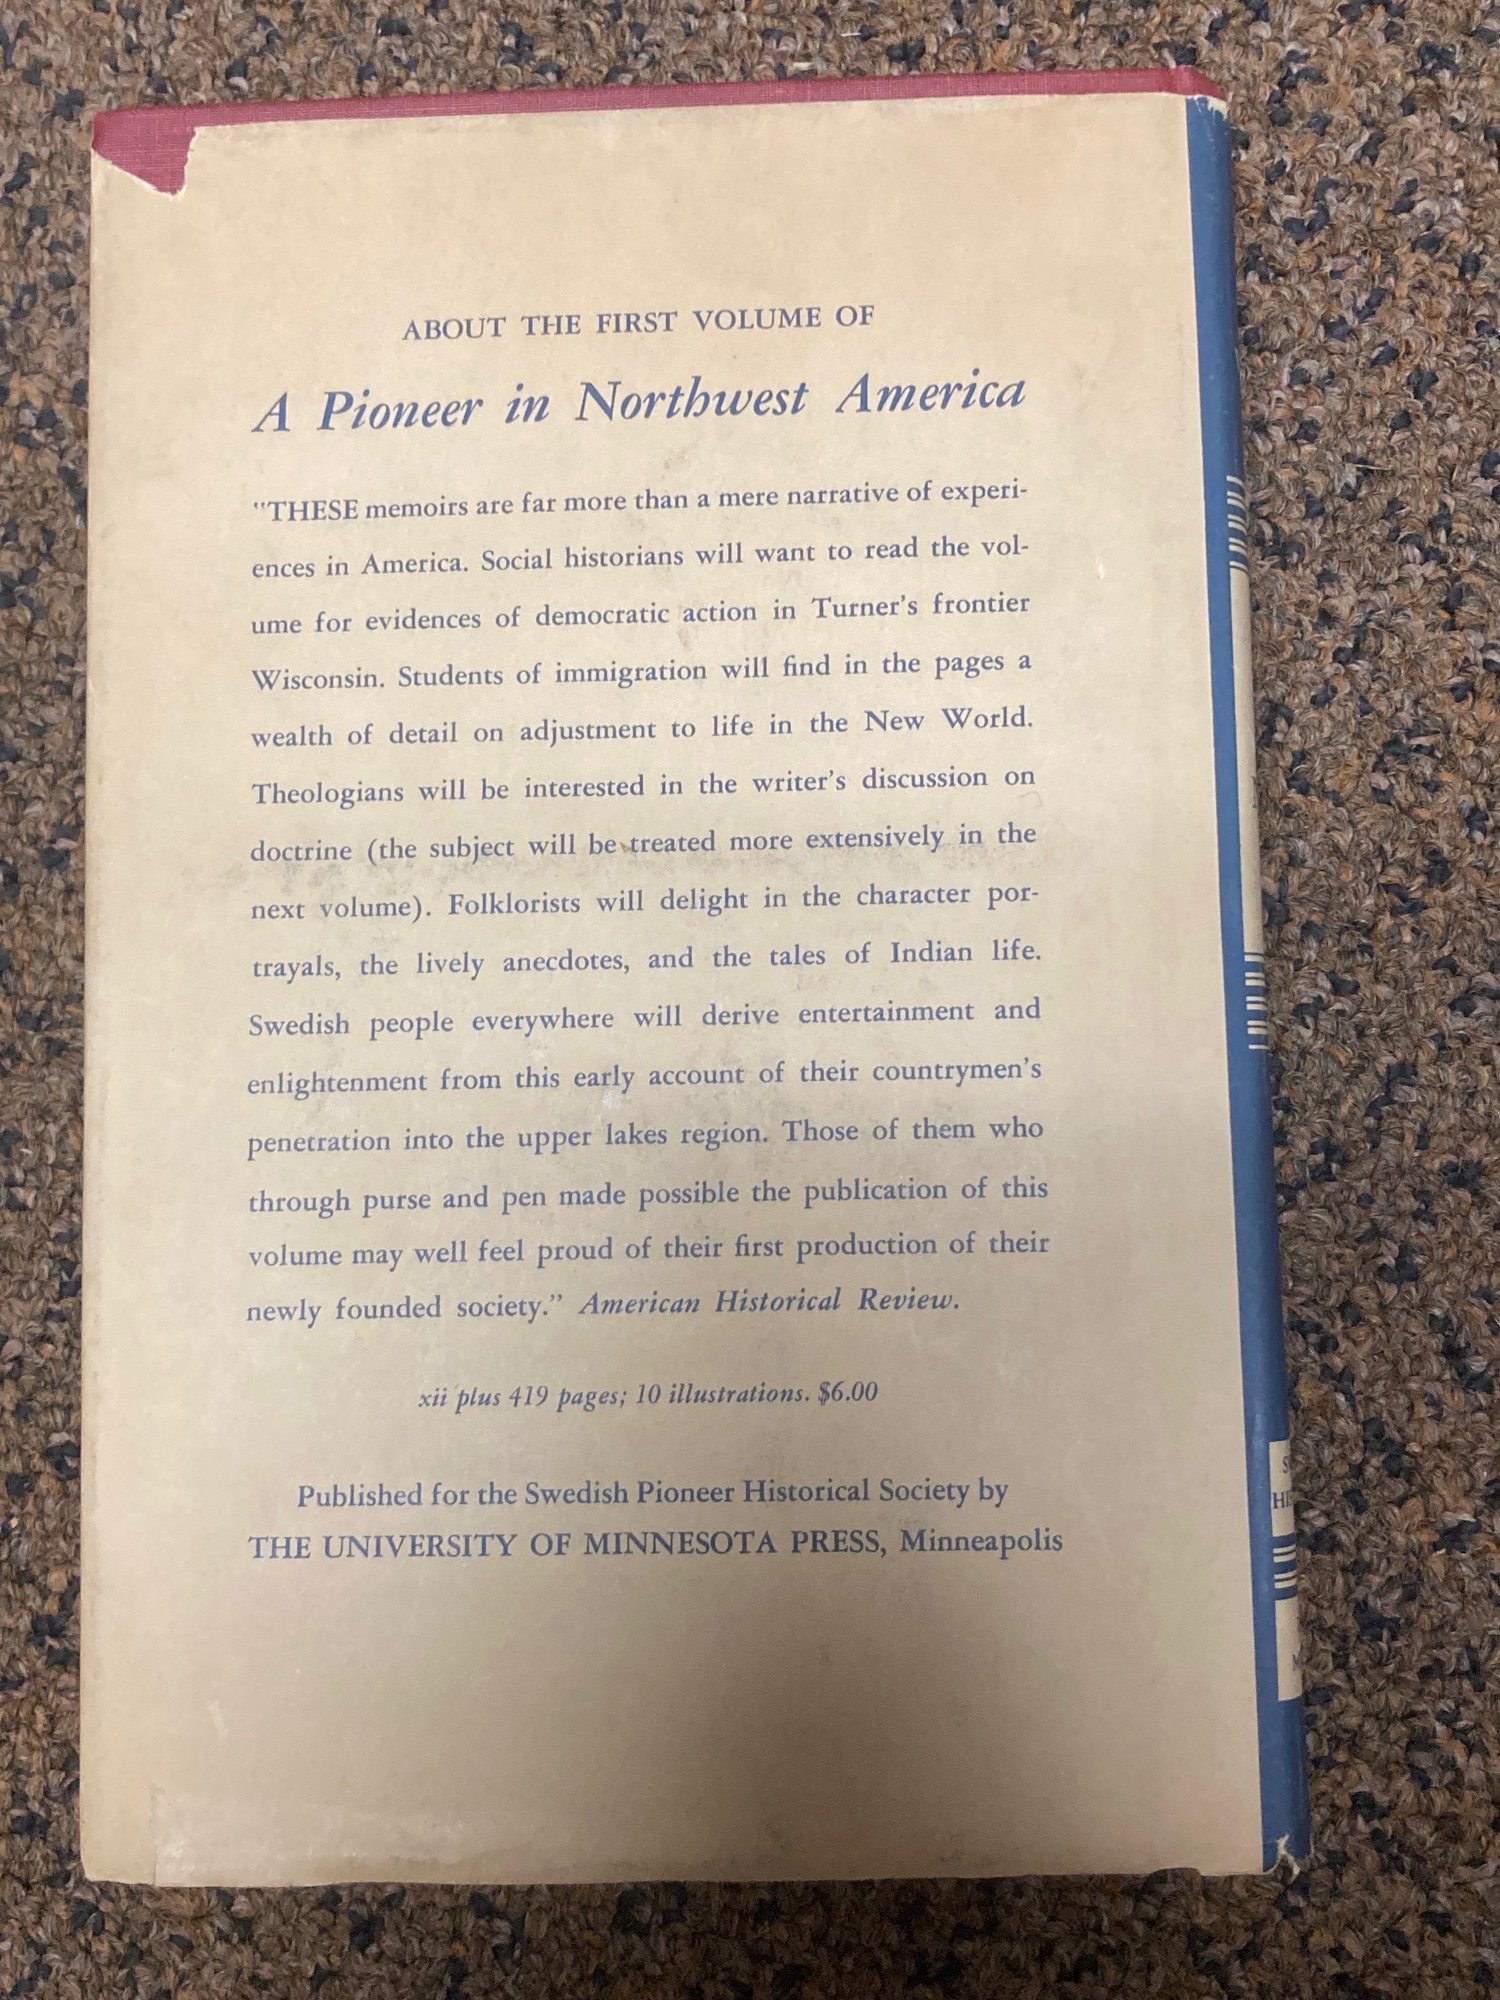 ABOUT THE FIRST VOLUME OF
A Pioneer in Northwest America
"THESE memoirs are far more than a mere narrative of experi-
ences in America. Social historians will want to read the vol-
ume for evidences of democratic action in Turner's frontier
Wisconsin. Students of immigration will find in the pages a
wealth of detail on adjustment to life in the New World.
Theologians will be interested in the writer's discussion on
doctrine (the subject will be treated more extensively in the
next volume). Folklorists will delight in the character por-
trayals, the lively anecdotes, and the tales of Indian life.
Swedish people everywhere will derive entertainment and
enlightenment from this early account of their countrymen's
penetration into the upper lakes region. Those of them who
through purse and pen made possible the publication of this
volume may well feel proud of their first production of their
newly founded society." American Historical Review.
xii plus 419 pages; 10 illustrations. $6.00
Published for the Swedish Pioneer Historical Society by
THE UNIVERSITY OF MINNESOTA PRESS, Minneapolis